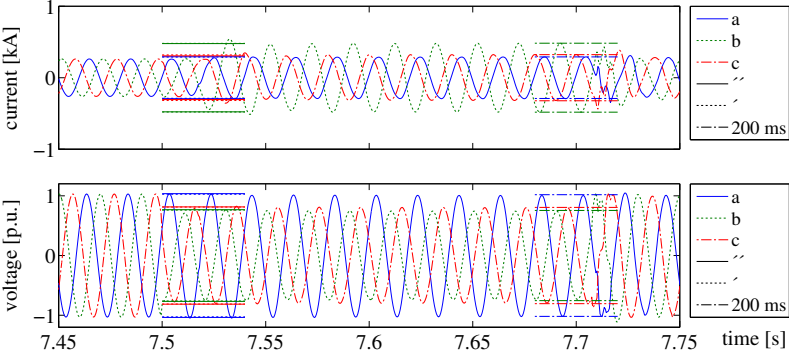 current [kA]
1
0
−1
a
b
c
´´
´
200 ms
voltage [p.u.]
1
0
−1
7.45
7.5
7.55
7.6
7.65
7.7
7.75
time [s]
a
b
c
´´
´
200 ms